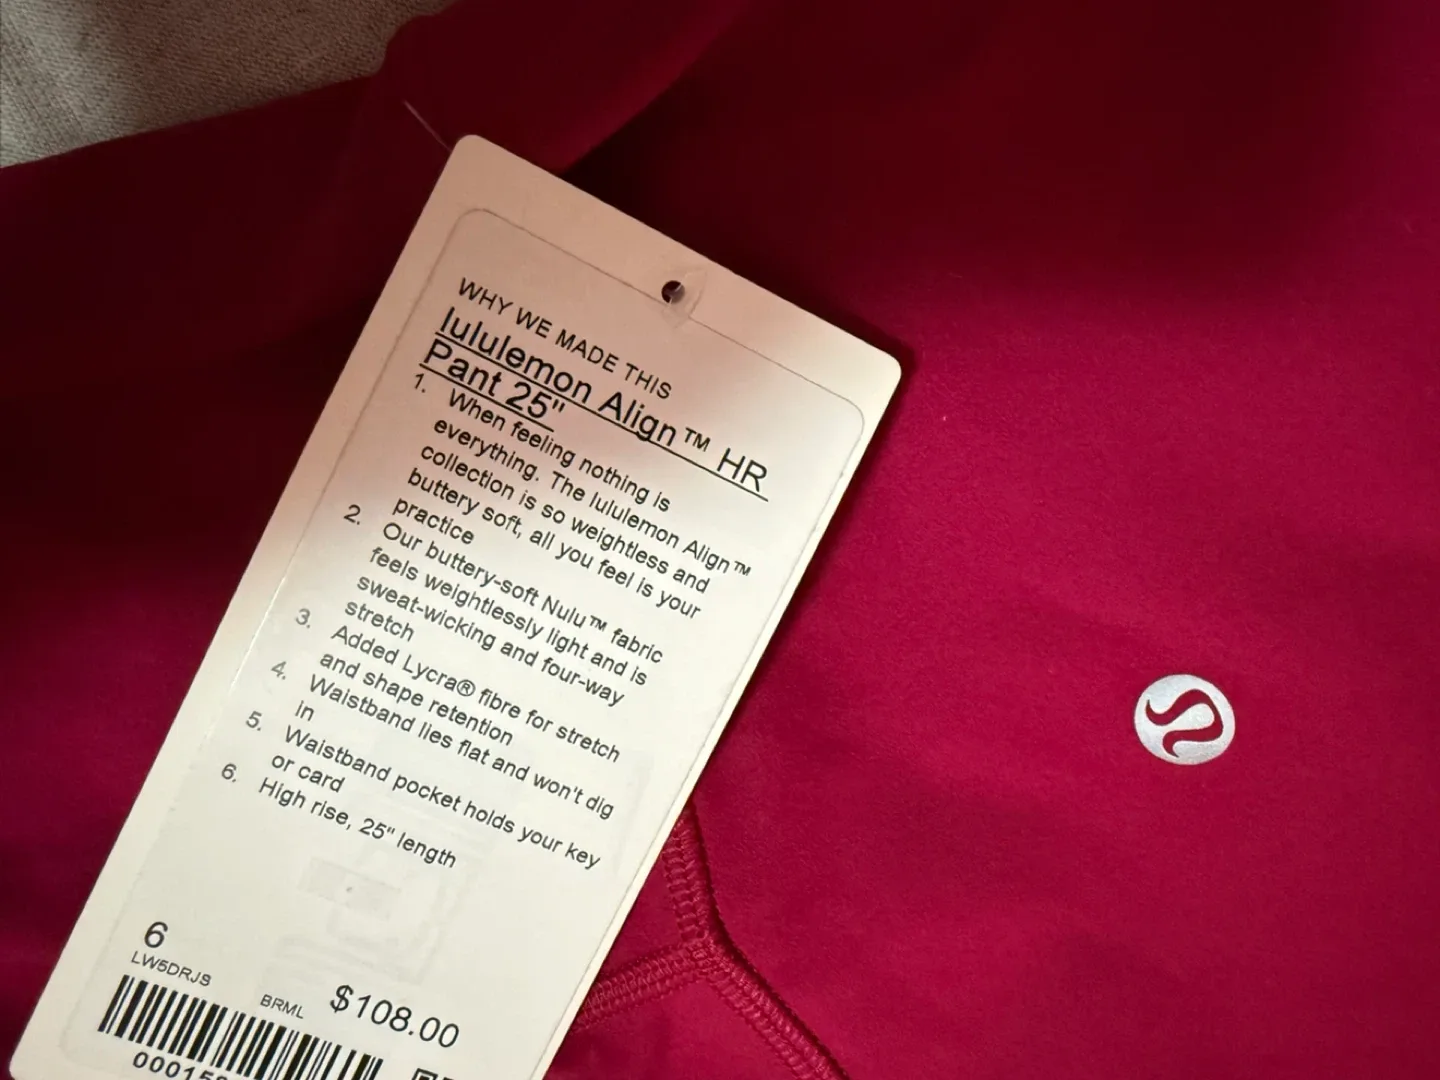 WHY WE MADE THIS
lululemon Align™ HR
Pant 25"
1. When feeling nothing is
everything. The lululemon Align™
collection is so weightless and
buttery soft, all you feel is your
practice
2. Our buttery-soft Nulu™ fabric
feels weightlessly light and is
sweat-wicking and four-way
stretch
3. Added Lycra® fibre for stretch
and shape retention
4. Waistband lies flat and won't dig
in
5. Waistband pocket holds your key
or card
6. High rise, 25" length
6
LW5DRJS
BRML
$108.00